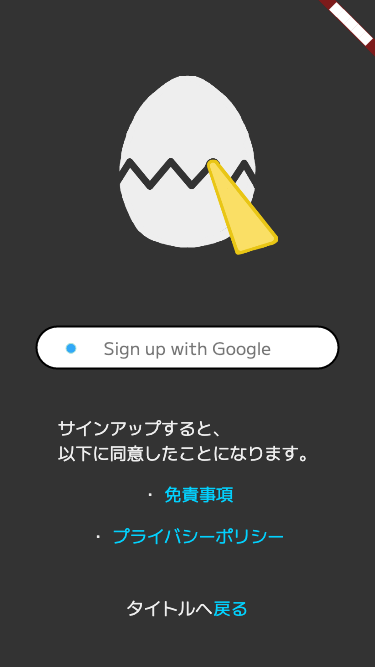 Sign up with Google
サインアップすると、
以下に同意したことになります。
・ 免責事項
・ プライバシーポリシー
タイトルへ戻る